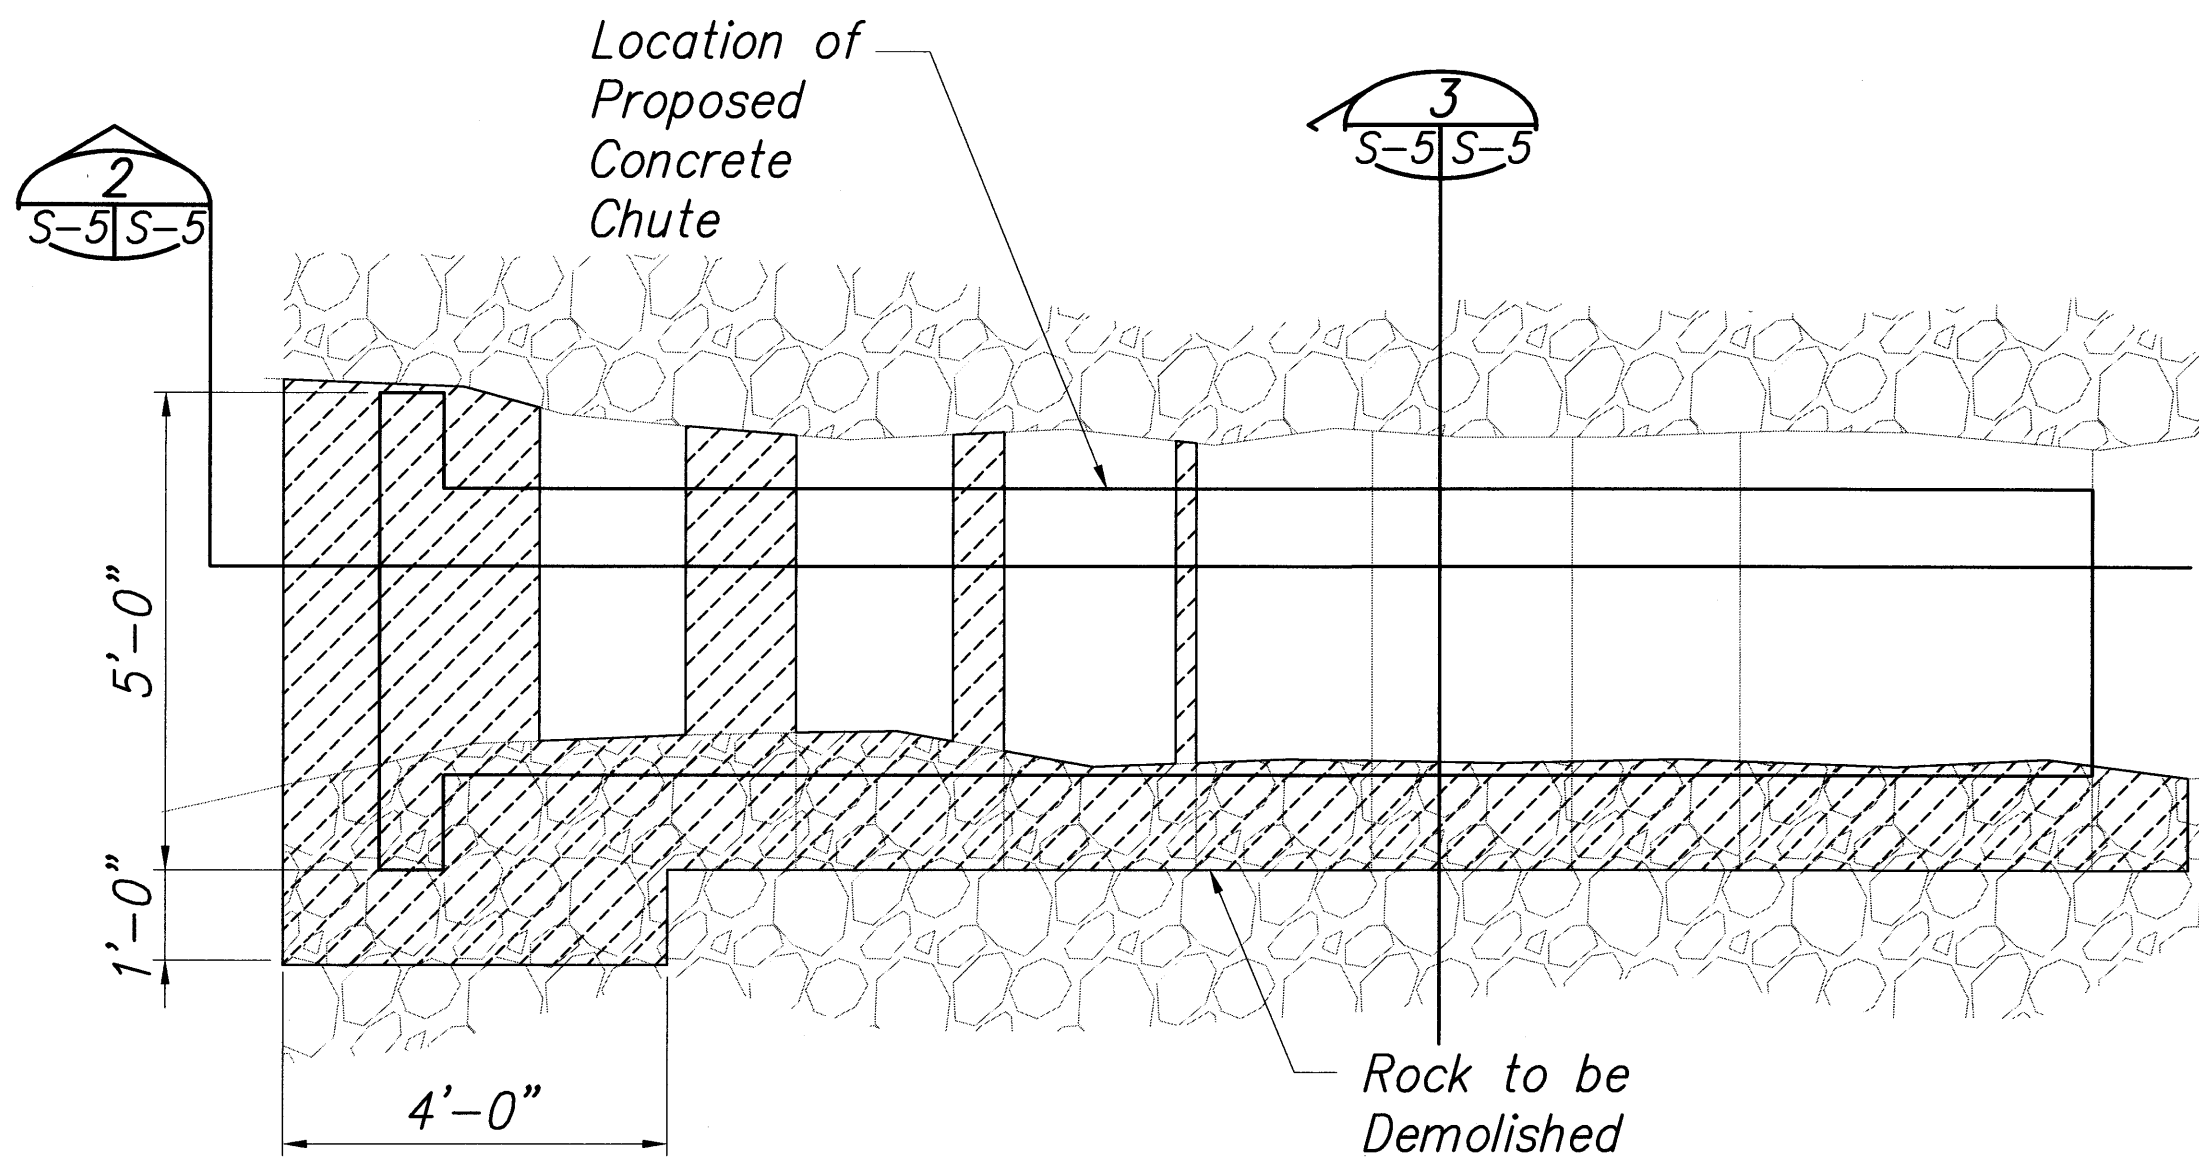 Location of
Proposed
Concrete
Chute
3
S-5 S-5
2
S-5 S-5
5'-0"
1'-0"
4'-0"
Rock to be
Demolished